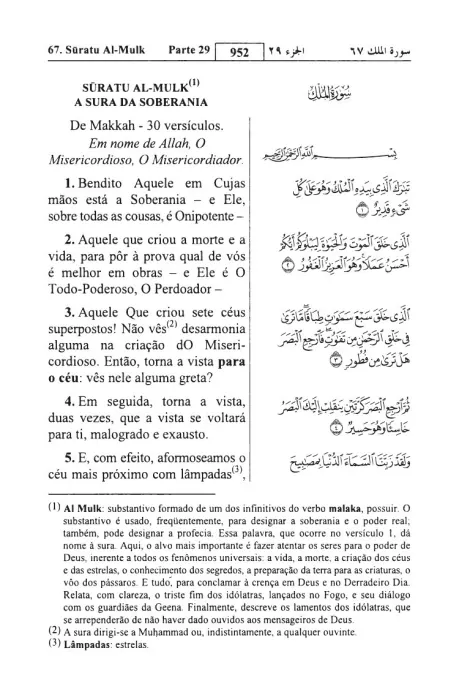 67. Sūratu Al-Mulk Parte 29 952 الجزء ٢٩ سورة الملك ٦٧
SŪRATU AL-MULK(1)
A SURA DA SOBERANIA
De Makkah - 30 versículos.
Em nome de Allah, O
Misericordioso, O Misericordiador.
1. Bendito Aquele em Cujas
mãos está a Soberania – e Ele,
sobre todas as cousas, é Onipotente –
2. Aquele que criou a morte e a
vida, para pôr à prova qual de vós
é melhor em obras – e Ele é O
Todo-Poderoso, O Perdoador –
3. Aquele Que criou sete céus
superpostos! Não vês(2) desarmonia
alguma na criação dO Miseri-
cordioso. Então, torna a vista para
o céu: vês nele alguma greta?
4. Em seguida, torna a vista,
duas vezes, que a vista se voltará
para ti, malogrado e exausto.
5. E, com efeito, aformoseamos o
céu mais próximo com lâmpadas(3),
سُورَةُ الْمُلْكِ
بِسْمِ اللَّهِ الرَّحْمَٰنِ الرَّحِيمِ
تَبَارَكَ الَّذِي بِيَدِهِ الْمُلْكُ وَهُوَ عَلَىٰ كُلِّ
شَيْءٍ قَدِيرٌ ١
الَّذِي خَلَقَ الْمَوْتَ وَالْحَيَوٰةَ لِيَبْلُوَكُمْ أَيُّكُمْ
أَحْسَنُ عَمَلًا وَهُوَ الْعَزِيزُ الْغَفُورُ ٢
الَّذِي خَلَقَ سَبْعَ سَمَٰوَٰتٍ طِبَاقًا مَّا تَرَىٰ
فِي خَلْقِ الرَّحْمَٰنِ مِن تَفَٰوُتٍ فَارْجِعِ الْبَصَرَ
هَلْ تَرَىٰ مِن فُطُورٍ ٣
ثُمَّ ارْجِعِ الْبَصَرَ كَرَّتَيْنِ يَنقَلِبْ إِلَيْكَ الْبَصَرُ
خَاسِئًا وَهُوَ حَسِيرٌ ٤
وَلَقَدْ زَيَّنَّا السَّمَاءَ الدُّنْيَا بِمَصَٰبِيحَ
(1) Al Mulk: substantivo formado de um dos infinitivos do verbo malaka, possuir. O
substantivo é usado, freqüentemente, para designar a soberania e o poder real;
também, pode designar a profecia. Essa palavra, que ocorre no versículo 1, dá
nome à sura. Aqui, o alvo mais importante é fazer atentar os seres para o poder de
Deus, inerente a todos os fenômenos universais: a vida, a morte, a criação dos céus
e das estrelas, o conhecimento dos segredos, a preparação da terra para as criaturas, o
vôo dos pássaros. E tudo, para conclamar à crença em Deus e no Derradeiro Dia.
Relata, com clareza, o triste fim dos idólatras, lançados no Fogo, e seu diálogo
com os guardiães da Geena. Finalmente, descreve os lamentos dos idólatras, que
se arrependerão de não haver dado ouvidos aos mensageiros de Deus.
(2) A sura dirigi-se a Muḥammad ou, indistintamente, a qualquer ouvinte.
(3) Lâmpadas: estrelas.